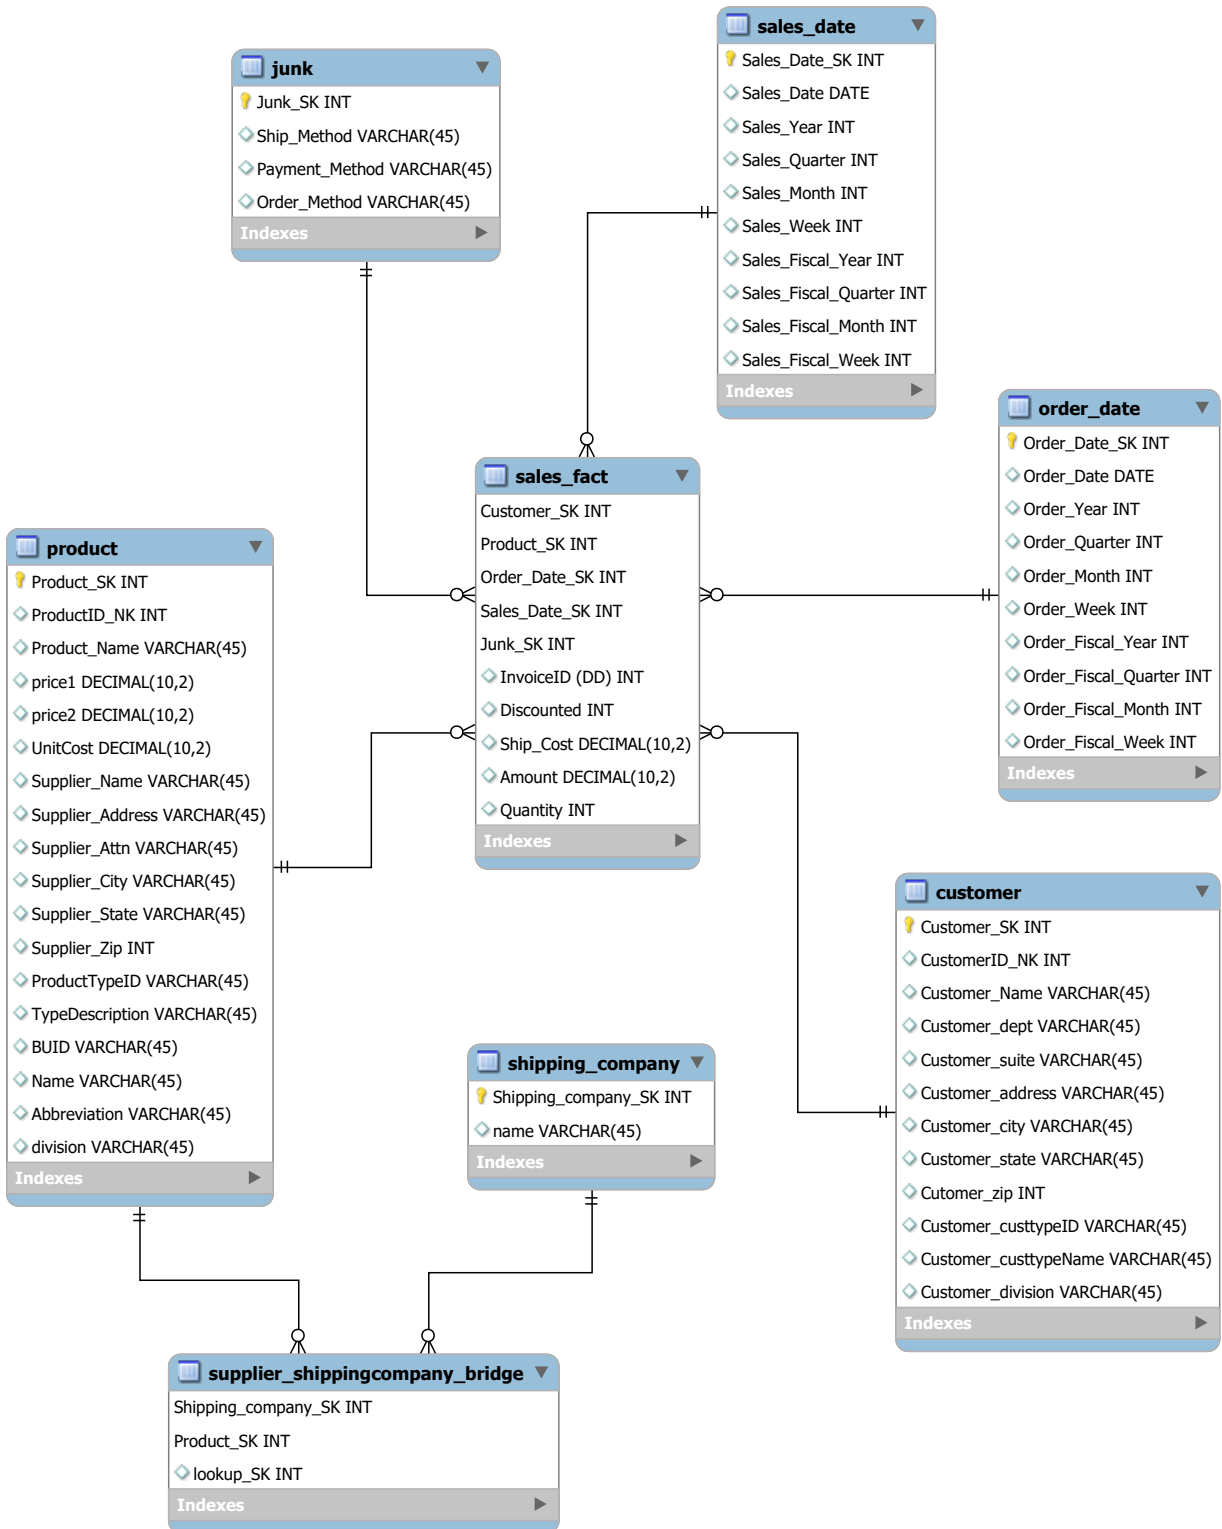 sales_date
Sales_Date_SK INT
Sales_Date DATE
Sales_Year INT
Sales_Quarter INT
Sales_Month INT
Sales_Week INT
Sales_Fiscal_Year INT
Sales_Fiscal_Quarter INT
Sales_Fiscal_Month INT
Sales_Fiscal_Week INT
Indexes
junk
Junk_SK INT
Ship_Method VARCHAR(45)
Payment_Method VARCHAR(45)
Order_Method VARCHAR(45)
Indexes
order_date
Order_Date_SK INT
Order_Date DATE
Order_Year INT
Order_Quarter INT
Order_Month INT
Order_Week INT
Order_Fiscal_Year INT
Order_Fiscal_Quarter INT
Order_Fiscal_Month INT
Order_Fiscal_Week INT
Indexes
sales_fact
Customer_SK INT
Product_SK INT
Order_Date_SK INT
Sales_Date_SK INT
Junk_SK INT
InvoiceID (DD) INT
Discounted INT
Ship_Cost DECIMAL(10,2)
Amount DECIMAL(10,2)
Quantity INT
Indexes
product
Product_SK INT
ProductID_NK INT
Product_Name VARCHAR(45)
price1 DECIMAL(10,2)
price2 DECIMAL(10,2)
UnitCost DECIMAL(10,2)
Supplier_Name VARCHAR(45)
Supplier_Address VARCHAR(45)
Supplier_Attn VARCHAR(45)
Supplier_City VARCHAR(45)
Supplier_State VARCHAR(45)
Supplier_Zip INT
ProductTypeID VARCHAR(45)
TypeDescription VARCHAR(45)
BUID VARCHAR(45)
Name VARCHAR(45)
Abbreviation VARCHAR(45)
division VARCHAR(45)
Indexes
customer
Customer_SK INT
CustomerID_NK INT
Customer_Name VARCHAR(45)
Customer_dept VARCHAR(45)
Customer_suite VARCHAR(45)
Customer_address VARCHAR(45)
Customer_city VARCHAR(45)
Customer_state VARCHAR(45)
Cutomer_zip INT
Customer_custtypeID VARCHAR(45)
Customer_custtypeName VARCHAR(45)
Customer_division VARCHAR(45)
Indexes
shipping_company
Shipping_company_SK INT
name VARCHAR(45)
Indexes
supplier_shippingcompany_bridge
Shipping_company_SK INT
Product_SK INT
lookup_SK INT
Indexes